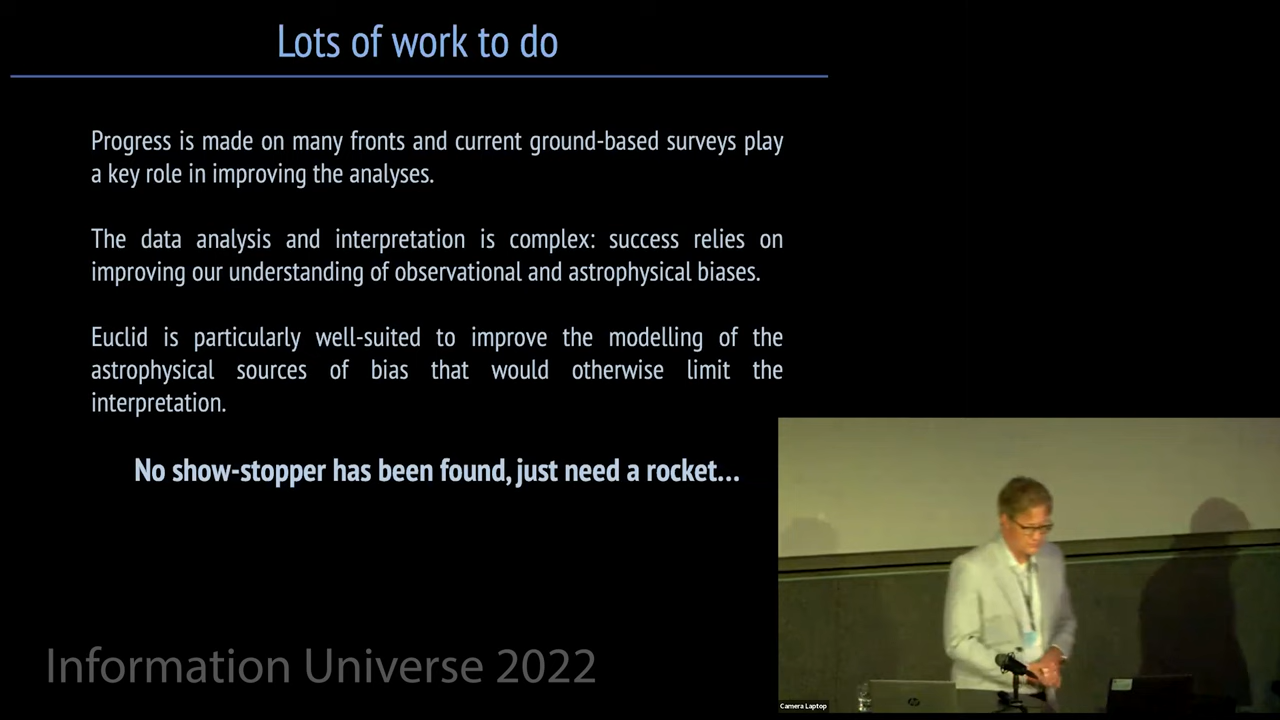 Lots of work to do
Progress is made on many fronts and current ground-based surveys play
a key role in improving the analyses.
The data analysis and interpretation is complex: success relies on
improving our understanding of observational and astrophysical biases.
Euclid is particularly well-suited to improve the modelling of the
astrophysical sources of bias that would otherwise limit the
interpretation.
No show-stopper has been found, just need a rocket...
Information Universe 2022
Camera Laptop